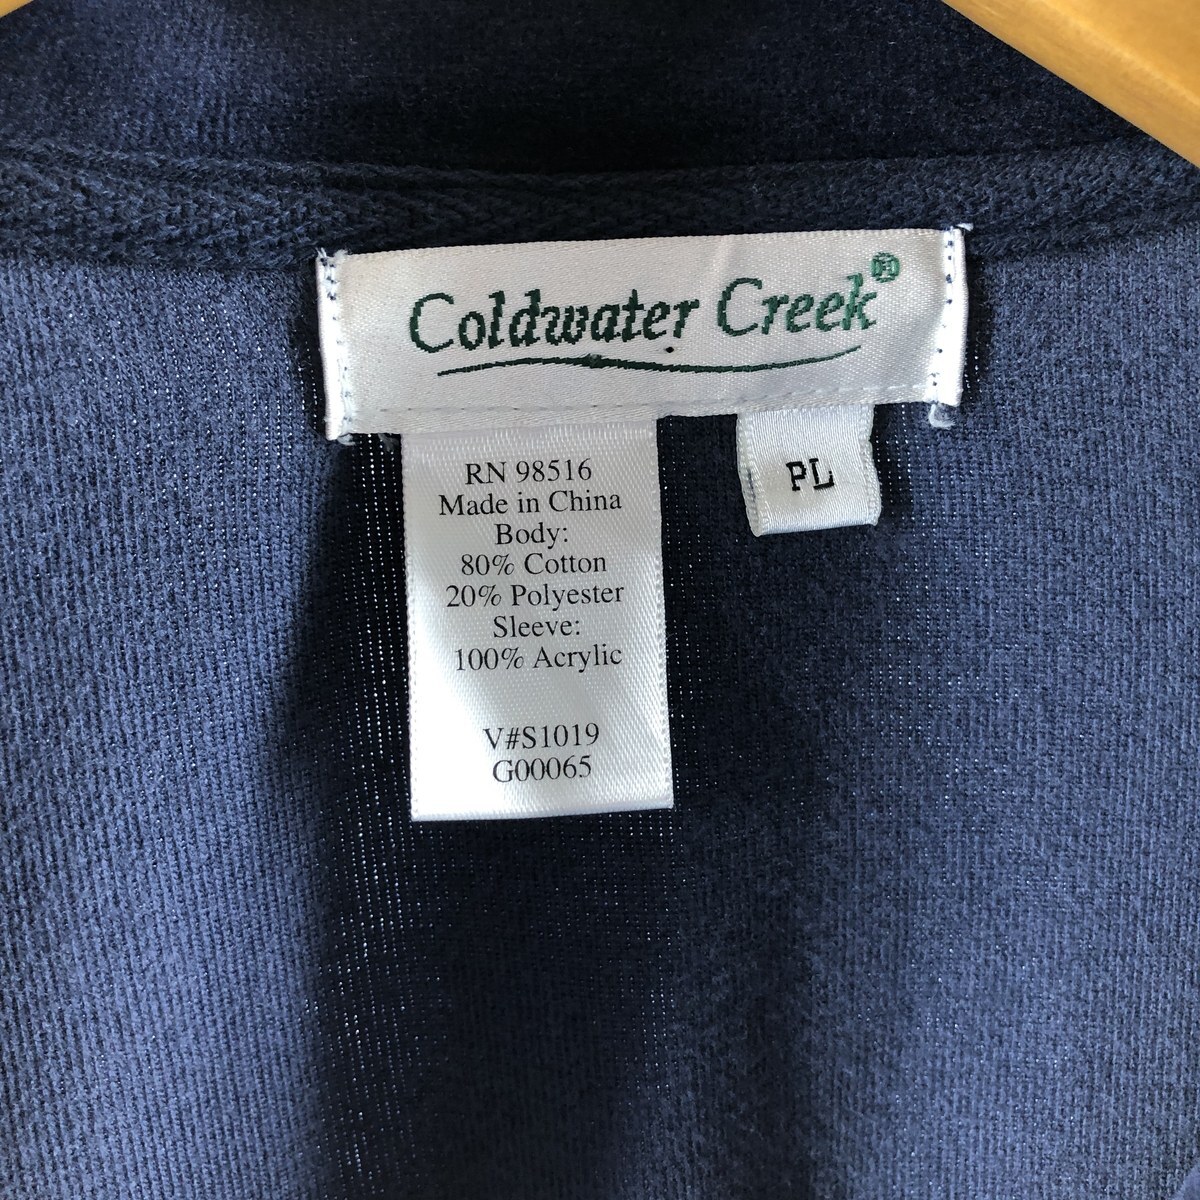 Coldwater Creek®
RN 98516
Made in China
Body:
80% Cotton
20% Polyester
Sleeve:
100% Acrylic
V#S1019
G00065
PL